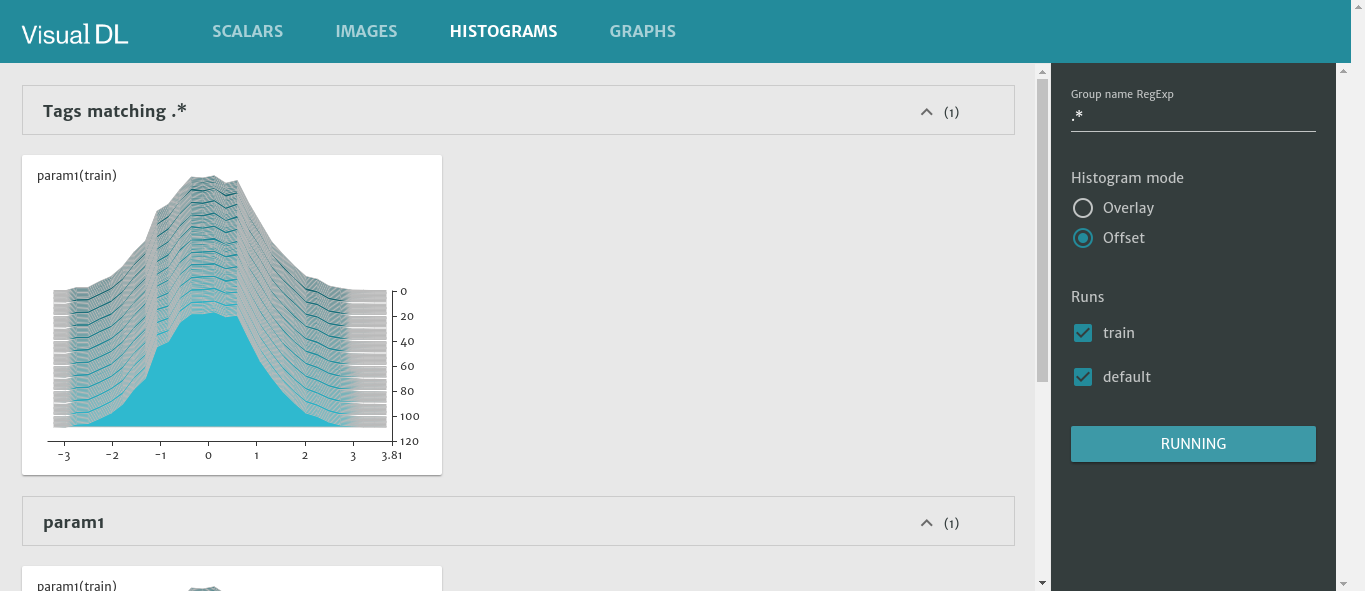 Visual DL SCALARS IMAGES HISTOGRAMS GRAPHS
Tags matching .* (1)
param1(train)
0
20
40
60
80
100
120
-3 -2 -1 0 1 2 3 3.81
param1 (1)
param1(train)
Group name RegExp
.*
Histogram mode
Overlay
Offset
Runs
train
default
RUNNING